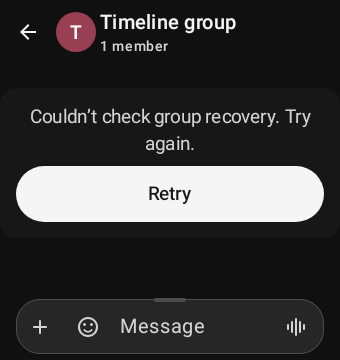 T
Timeline group
1 member
Couldn’t check group recovery. Try
again.
Retry
Message